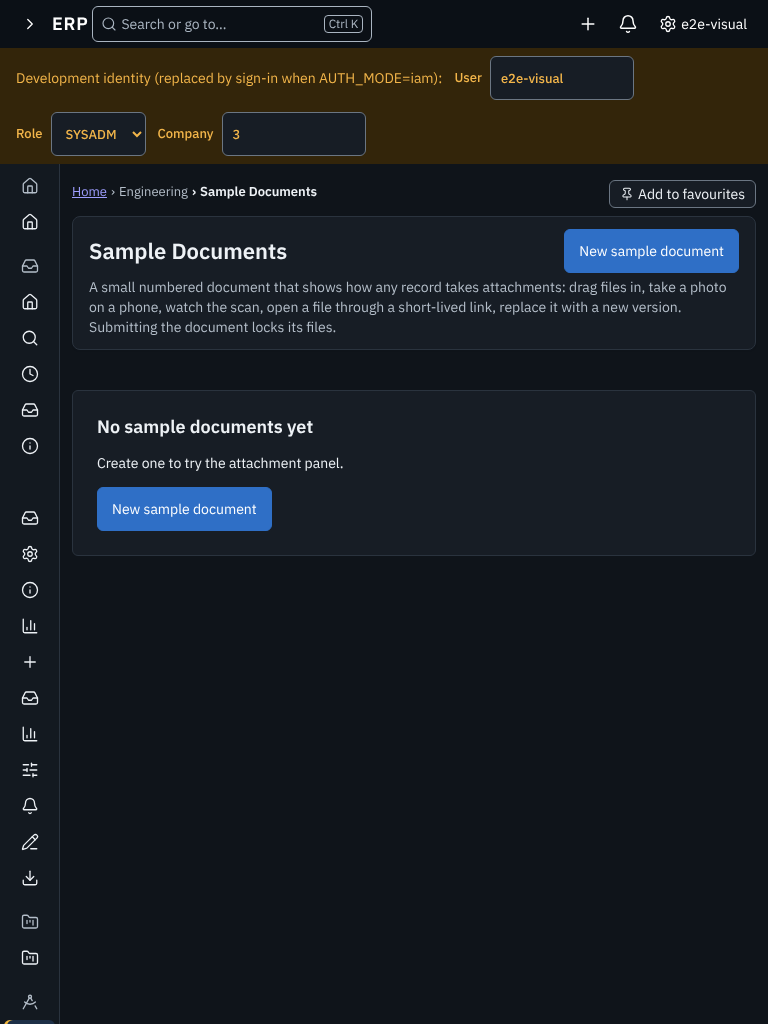 ERP Search or go to... Ctrl K e2e-visual
Development identity (replaced by sign-in when AUTH_MODE=iam): User e2e-visual
Role SYSADM Company 3
Home › Engineering › Sample Documents Add to favourites
Sample Documents New sample document
A small numbered document that shows how any record takes attachments: drag files in, take a photo
on a phone, watch the scan, open a file through a short-lived link, replace it with a new version.
Submitting the document locks its files.
No sample documents yet
Create one to try the attachment panel.
New sample document